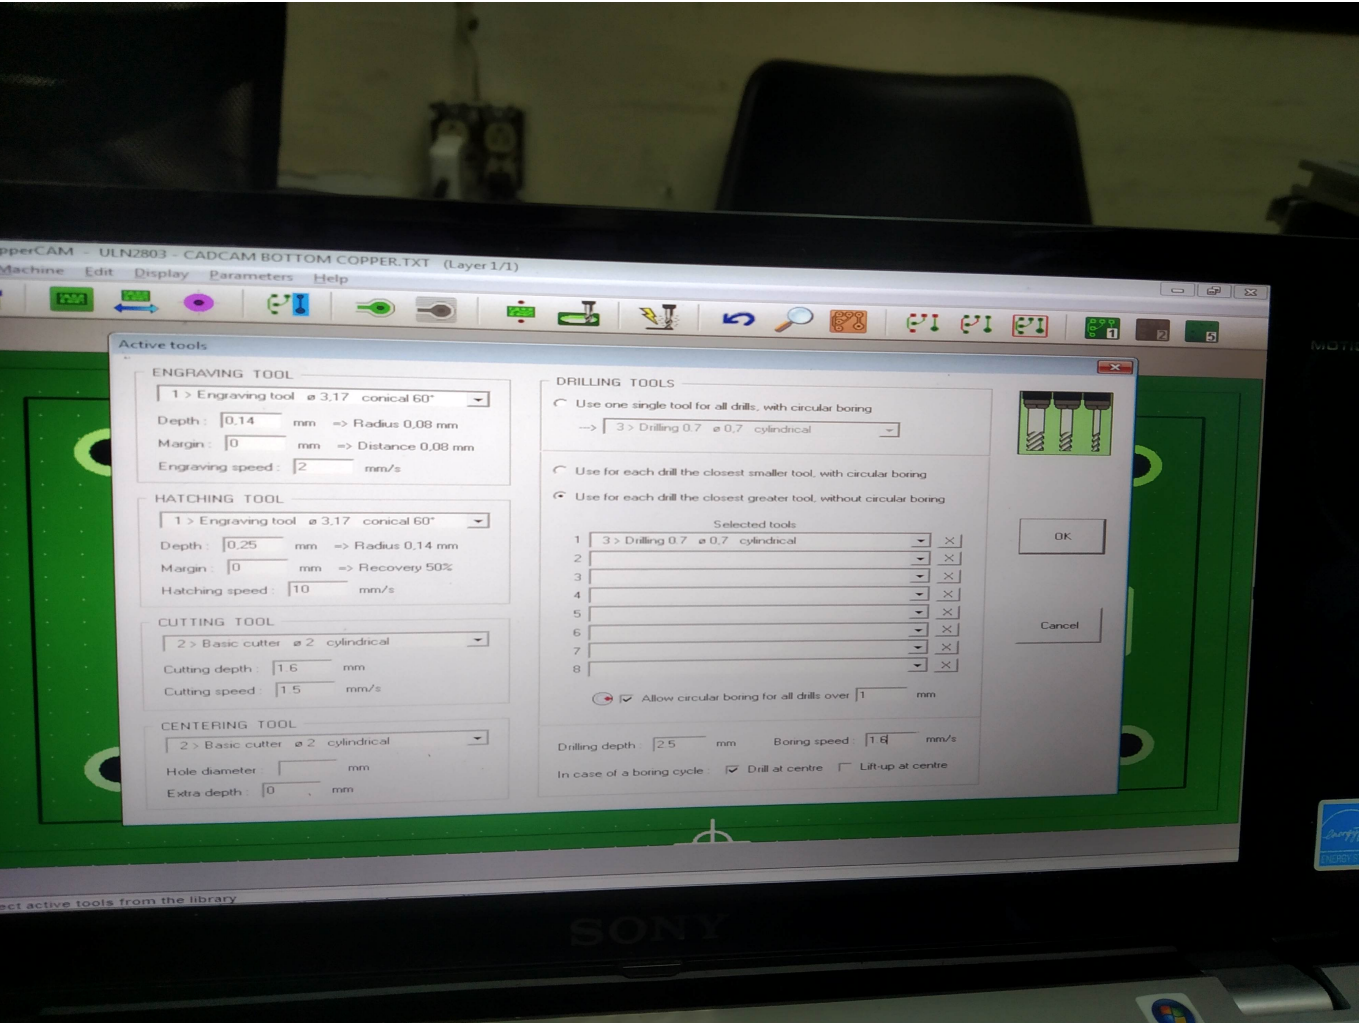 pperCAM - ULN2803 - CADCAM BOTTOM COPPER.TXT (Layer 1/1)
Machine Edit Display Parameters Help
1 2 5
Active tools
ENGRAVING TOOL
1 > Engraving tool ø 3,17 conical 60°
Depth : 0,14 mm => Radius 0,08 mm
Margin : 0 mm => Distance 0,08 mm
Engraving speed : 2 mm/s
HATCHING TOOL
1 > Engraving tool ø 3,17 conical 60°
Depth : 0,25 mm => Radius 0,14 mm
Margin : 0 mm => Recovery 50%
Hatching speed : 10 mm/s
CUTTING TOOL
2 > Basic cutter ø 2 cylindrical
Cutting depth : 1.6 mm
Cutting speed : 15 mm/s
CENTERING TOOL
2 > Basic cutter ø 2 cylindrical
Hole diameter : mm
Extra depth : 0 mm
DRILLING TOOLS
Use one single tool for all drills, with circular boring
--> 3 > Drilling 0.7 ø 0,7 cylindrical
Use for each drill the closest smaller tool, with circular boring
Use for each drill the closest greater tool, without circular boring
Selected tools
1 3 > Drilling 0.7 ø 0,7 cylindrical
2
3
4
5
6
7
8
Allow circular boring for all drills over 1 mm
Drilling depth : 2.5 mm Boring speed : 1.6 mm/s
In case of a boring cycle : Drill at centre Lift-up at centre
OK
Cancel
ect active tools from the library
SONY
MOTI
energy
ENERGY